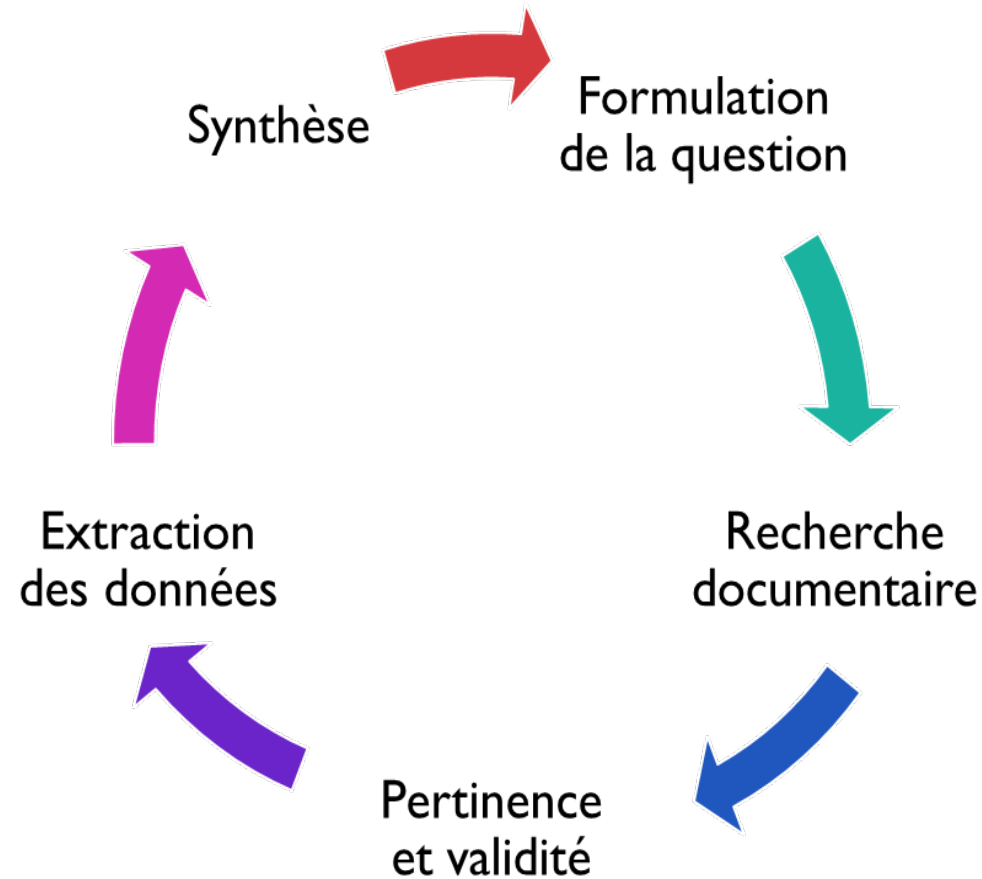 Synthèse
Formulation
de la question
Recherche
documentaire
Pertinence
et validité
Extraction
des données